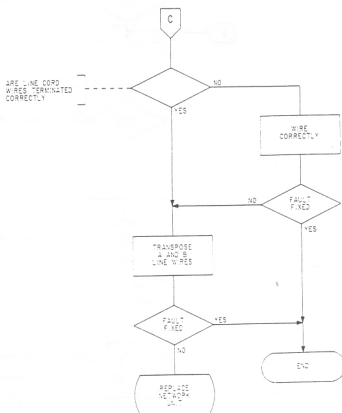 C
ARE LINE CORD
WIRES TERMINATED
CORRECTLY
NO
YES
WIRE
CORRECTLY
NO
FAULT
FIXED
YES
TRANSPOSE
A AND B
LINE WIRES
FAULT
FIXED
YES
NO
END
REPLACE
NETWORK
UNIT